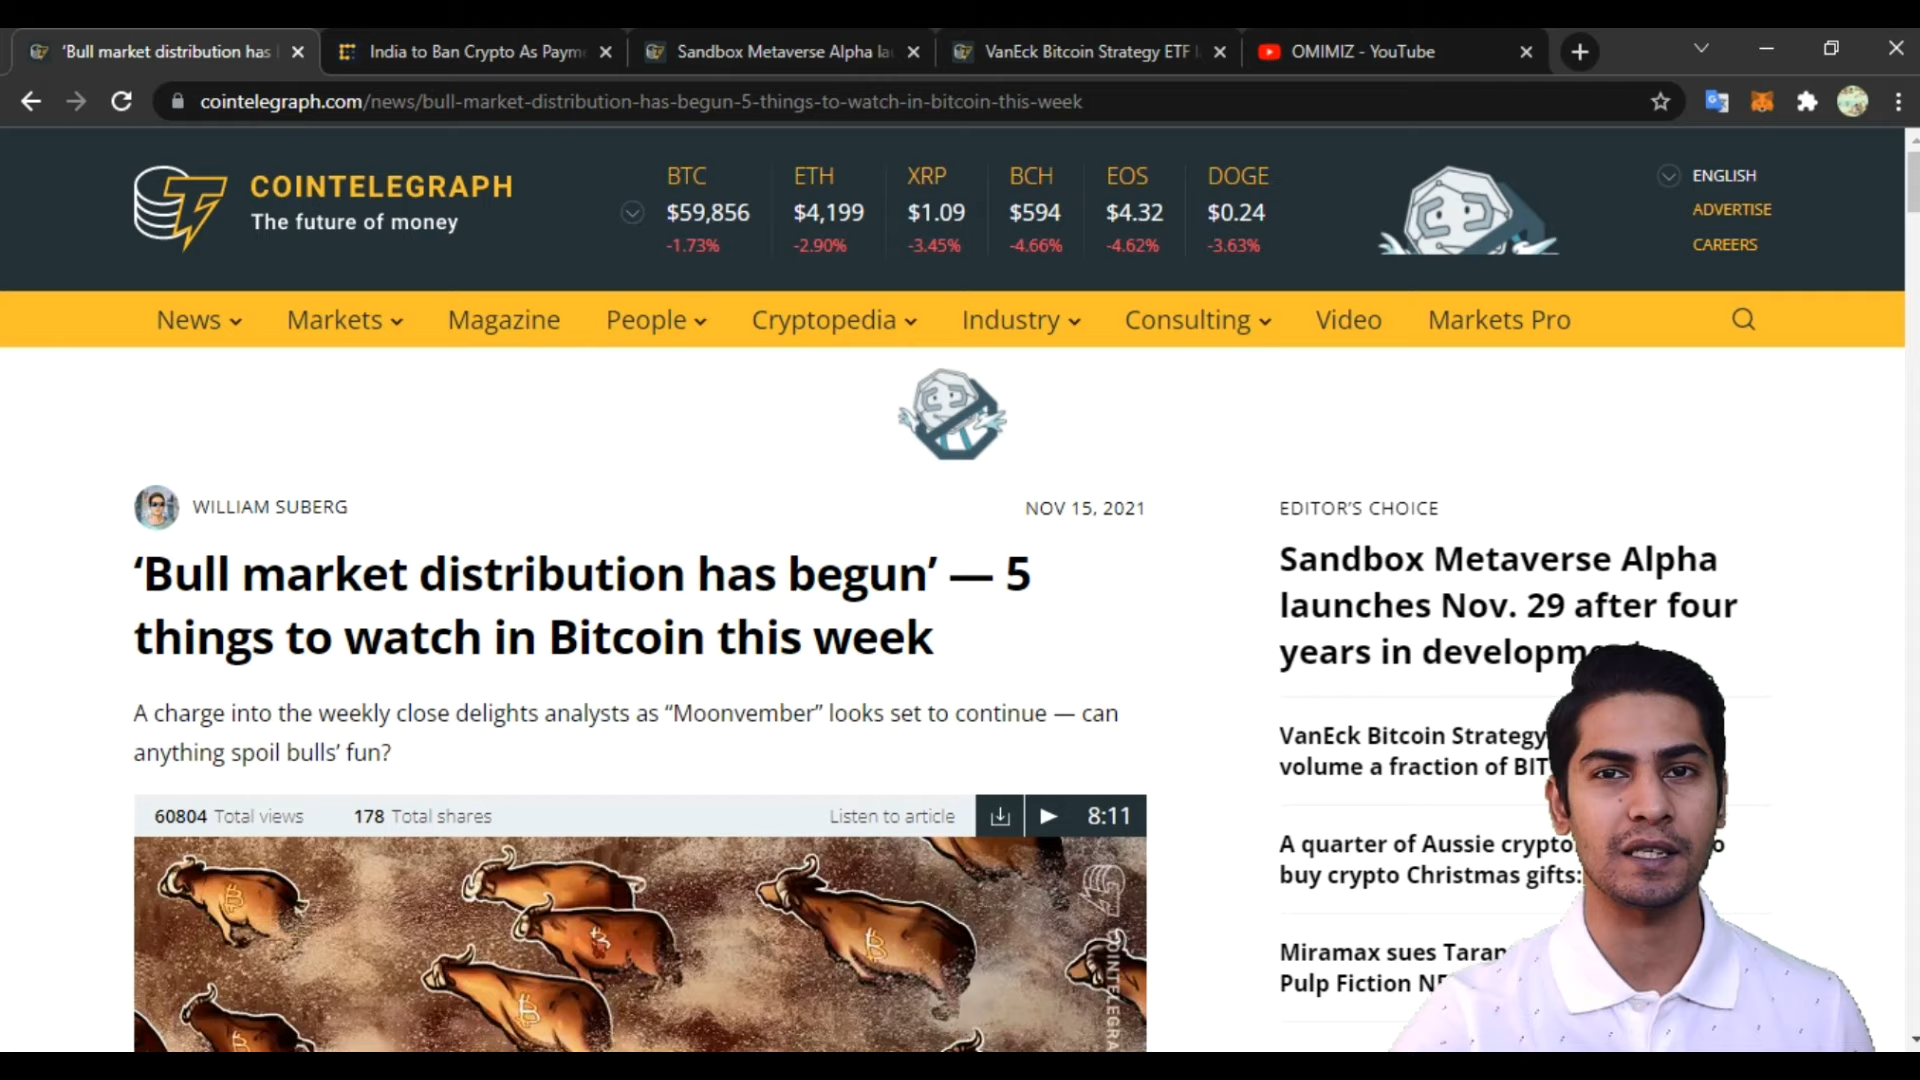 ‘Bull market distribution has
India to Ban Crypto As Payme
Sandbox Metaverse Alpha la
VanEck Bitcoin Strategy ETF
OMIMIZ - YouTube
cointelegraph.com/news/bull-market-distribution-has-begun-5-things-to-watch-in-bitcoin-this-week
COINTELEGRAPH
The future of money
BTC ETH XRP BCH EOS DOGE
$59,856 $4,199 $1.09 $594 $4.32 $0.24
-1.73% -2.90% -3.45% -4.66% -4.62% -3.63%
ENGLISH
ADVERTISE
CAREERS
News Markets Magazine People Cryptopedia Industry Consulting Video Markets Pro
WILLIAM SUBERG
NOV 15, 2021
‘Bull market distribution has begun’ — 5
things to watch in Bitcoin this week
A charge into the weekly close delights analysts as “Moonvember” looks set to continue — can
anything spoil bulls’ fun?
60804 Total views 178 Total shares Listen to article 8:11
COINTELEGRA
EDITOR’S CHOICE
Sandbox Metaverse Alpha
launches Nov. 29 after four
years in developm
VanEck Bitcoin Strategy
volume a fraction of BIT
A quarter of Aussie crypto
buy crypto Christmas gifts:
Miramax sues Taran
Pulp Fiction NF